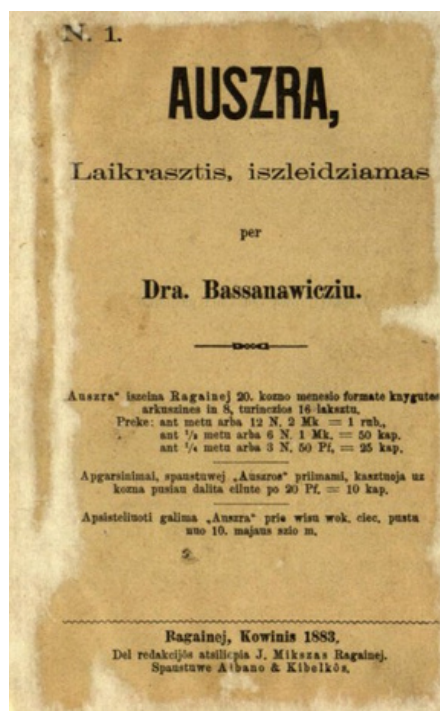 N. 1.
AUSZRA,
Laikrasztis, iszleidziamas
per
Dra. Bassanawicziu.
Auszra“ iszeina Ragainej 20. kozno menesio formate knygutes
arkuszines in 8, turinczios 16 laksztu.
Preke: ant metu arba 12 N. 2 Mk = 1 rub.,
ant ½ metu arba 6 N. 1 Mk. = 50 kap.
ant ¼ metu arba 3 N. 50 Pf. = 25 kap.
Apgarsinimai, spaustuwej „Auszros“ priimami, kasztuoja uz
kozna pusiau dalita eilute po 20 Pf. = 10 kap.
Apsisteliuoti galima „Auszra“ prie wisu wok. ciec. pusta
nuo 10. majaus szio m.
Ragainej, Kowinis 1883.
Del redakcijós atsiliepia J. Mikszas Ragainej.
Spaustuwe Albano & Kibelkós.